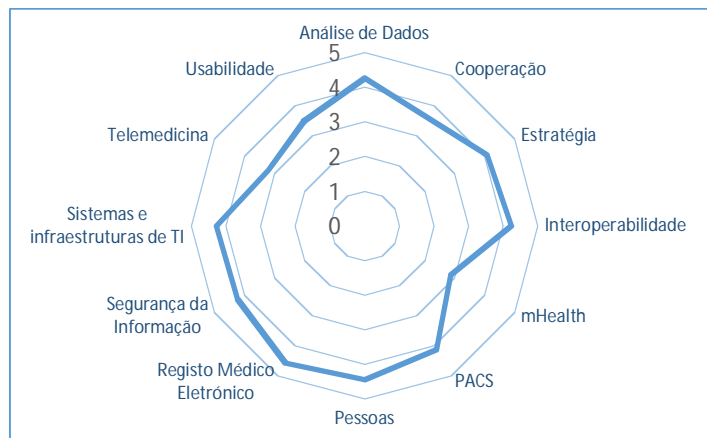 Análise de Dados
Cooperação
Estratégia
Interoperabilidade
mHealth
PACS
Pessoas
Registo Médico
Eletrónico
Segurança da
Informação
Sistemas e
infraestruturas de TI
Telemedicina
Usabilidade
5
4
3
2
1
0